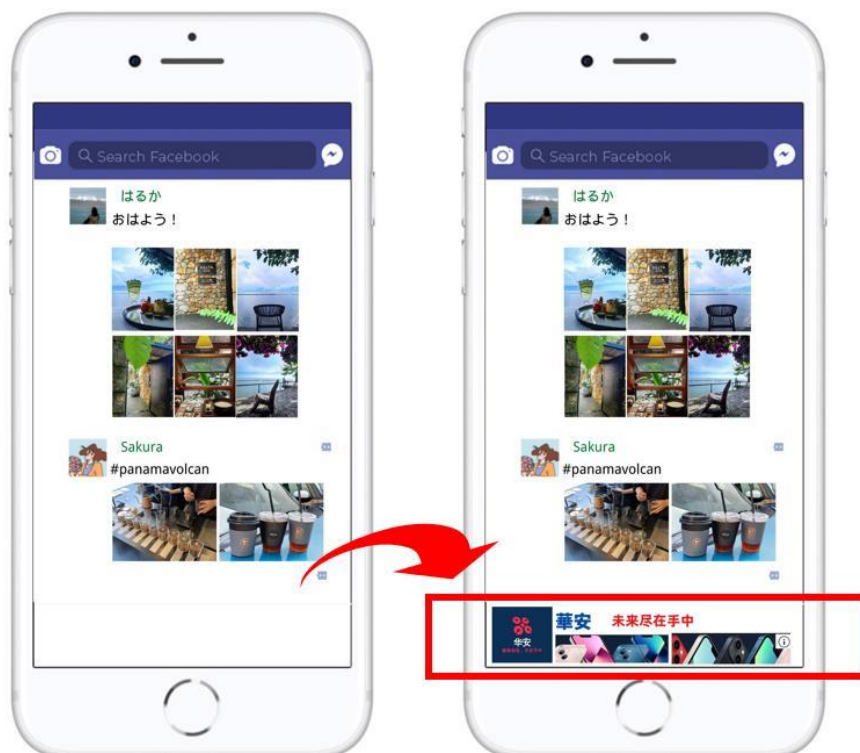 Search Facebook
はるか
おはよう！
Sakura
#panamavolcan
Search Facebook
はるか
おはよう！
Sakura
#panamavolcan
華安 未来尽在手中
华安